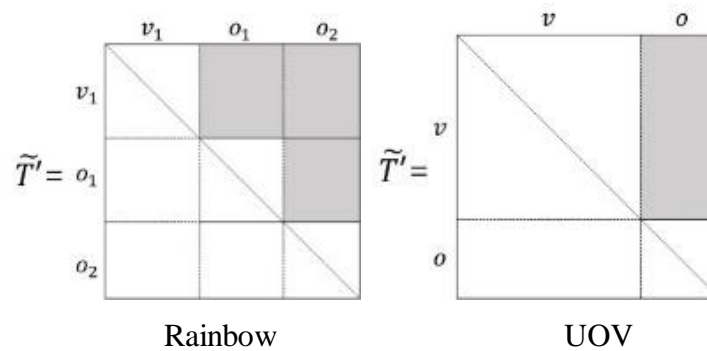 v₁ o₁ o₂
v₁
T̃'= o₁
o₂
Rainbow
v o
v
T̃'=
o
UOV